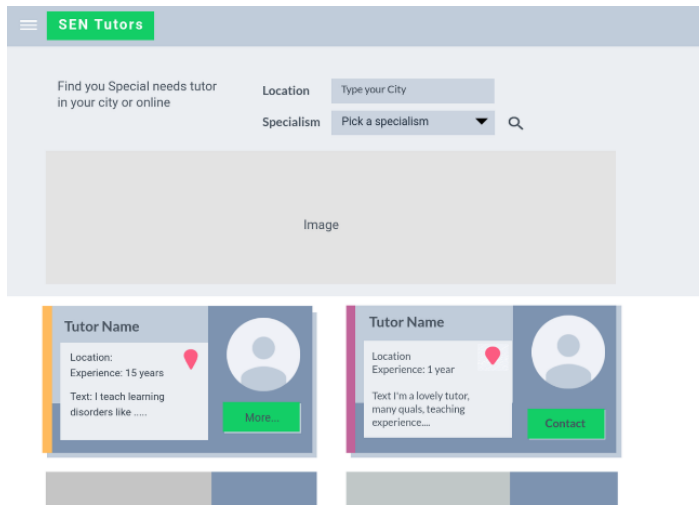 SEN Tutors
Find you Special needs tutor
in your city or online
Location
Type your City
Specialism
Pick a specialism
Image
Tutor Name
Location:
Experience: 15 years
Text: I teach learning
disorders like .....
More...
Tutor Name
Location
Experience: 1 year
Text I'm a lovely tutor,
many quals, teaching
experience....
Contact